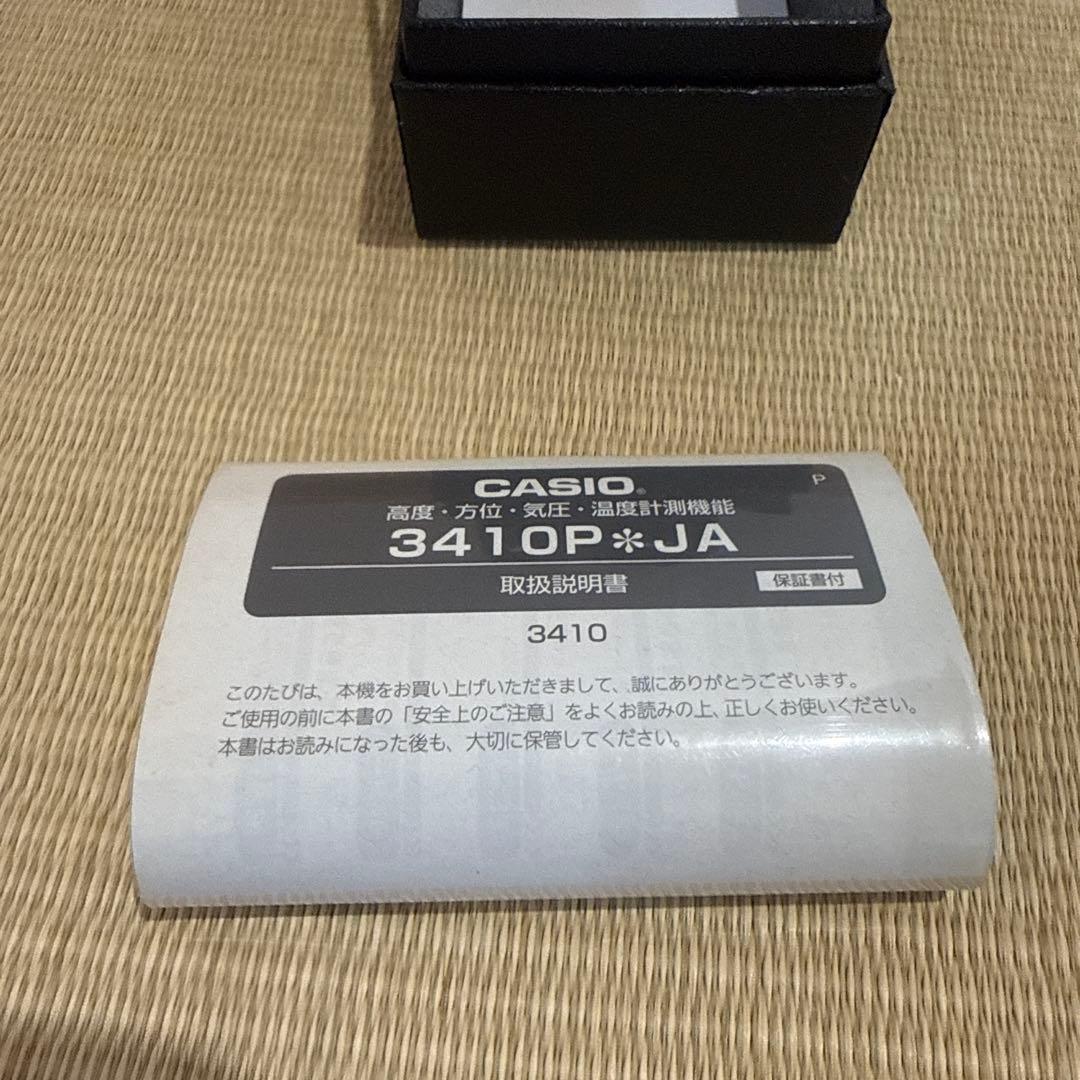 CASIO®
P
高度・方位・気圧・温度計測機能
3410P＊JA
取扱説明書
保証書付
3410
このたびは、本機をお買い上げいただきまして、誠にありがとうございます。
ご使用の前に本書の「安全上のご注意」をよくお読みの上、正しくお使いください。
本書はお読みになった後も、大切に保管してください。